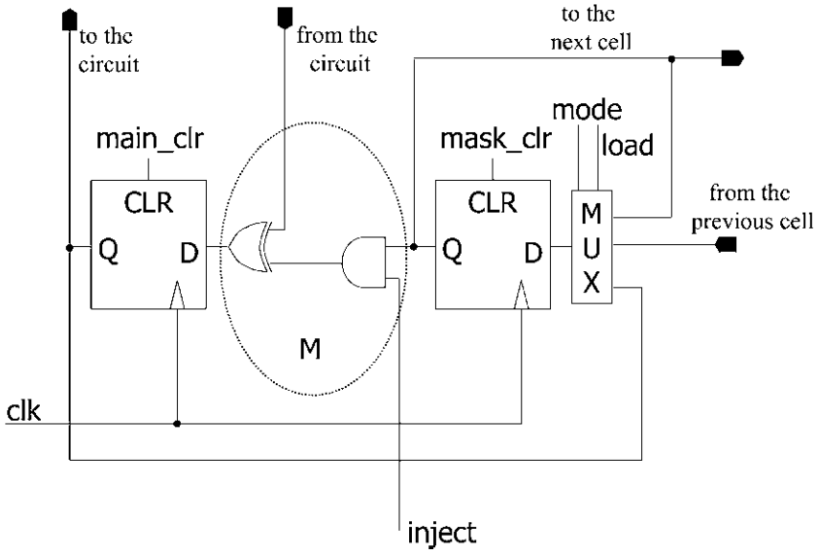 to the
circuit
from the
circuit
to the
next cell
mode
load
main_clr
mask_clr
from the
previous cell
CLR
Q D
CLR
Q D
M
U
X
M
clk
inject